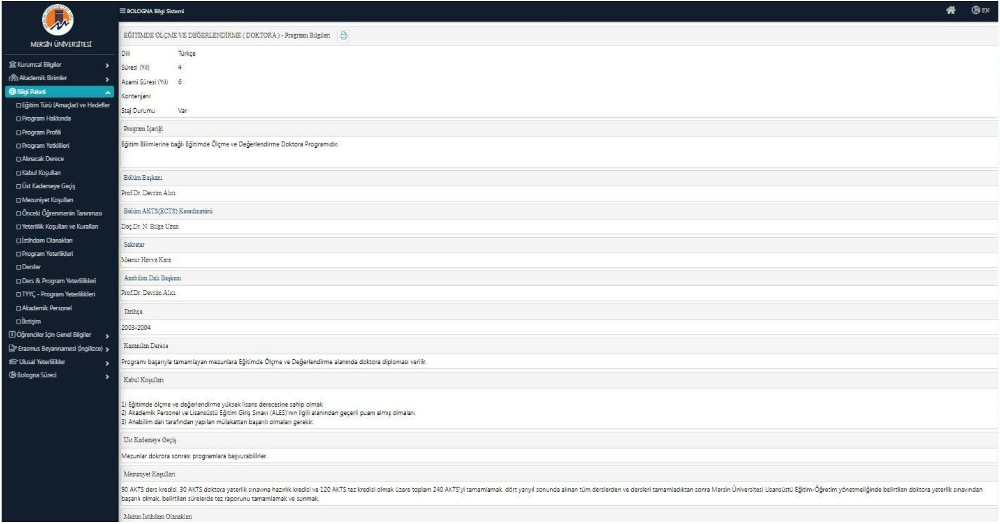 BOLOGNA Bilgi Sistemi
EN
MERSİN ÜNİVERSİTESİ
Kurumsal Bilgiler
Akademik Birimler
Bilgi Paketi
Eğitim Türü (Amaçlar) ve Hedefler
Program Hakkında
Program Profili
Program Yetkilileri
Alınacak Derece
Kabul Koşulları
Üst Kademeye Geçiş
Mezuniyet Koşulları
Önceki Öğrenmenin Tanınması
Yeterlilik Koşulları ve Kuralları
İstihdam Olanakları
Program Yeterlikleri
Dersler
Ders & Program Yeterlilikleri
TYYÇ - Program Yeterlilikleri
Akademik Personel
İletişim
Öğrenciler İçin Genel Bilgiler
Erasmus Beyannamesi (İngilizce)
Ulusal Yeterlilikler
Bologna Süreci
EĞİTİMDE ÖLÇME VE DEĞERLENDİRME ( DOKTORA ) - Programı Bilgileri
Dili Türkçe
Süresi (Yıl) 4
Azami Süresi (Yıl) 6
Kontenjanı
Staj Durumu Var
Program İçeriği
Eğitim Bilimlerine bağlı Eğitimde Ölçme ve Değerlendirme Doktora Programıdır.
Bölüm Başkanı
Prof.Dr. Devrim Alıcı
Bölüm AKTS(ECTS) Koordinatörü
Doç.Dr. N. Bilge Uzun
Sekreter
Memur Havva Kara
Anabilim Dalı Başkanı
Prof.Dr. Devrim Alıcı
Tarihçe
2003-2004
Kazanılan Derece
Programı başarıyla tamamlayan mezunlara Eğitimde Ölçme ve Değerlendirme alanında doktora diploması verilir.
Kabul Koşulları
1) Eğitimde ölçme ve değerlendirme yüksek lisans derecesine sahip olmak
2) Akademik Personel ve Lisansüstü Eğitim Giriş Sınavı (ALES)'nın ilgili alanından geçerli puanı almış olmaları,
3) Anabilim dalı tarafından yapılan mülakattan başarılı olmaları gerekir.
Üst Kademeye Geçiş
Mezunlar dokrora sonrası programlara başvurabilirler.
Mezuniyet Koşulları
90 AKTS ders kredisi, 30 AKTS doktora yeterlik sınavına hazırlık kredisi ve 120 AKTS tez kredisi olmak üzere toplam 240 AKTS'yi tamamlamak, dört yarıyıl sonunda alınan tüm derslerden ve dersleri tamamladıktan sonra Mersin Üniversitesi Lisansüstü Eğitim-Öğretim yönetmeliğinde belirtilen doktora yeterlik sınavından
başarılı olmak, belirtilen sürelerde tez raporunu tamamlamak ve sunmak.
Mezun İstihdam Olanakları